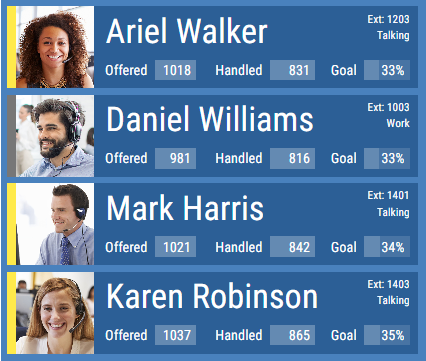 Ariel Walker Ext: 1203
Talking
Offered 1018 Handled 831 Goal 33%
Daniel Williams Ext: 1003
Work
Offered 981 Handled 816 Goal 33%
Mark Harris Ext: 1401
Talking
Offered 1021 Handled 842 Goal 34%
Karen Robinson Ext: 1403
Talking
Offered 1037 Handled 865 Goal 35%